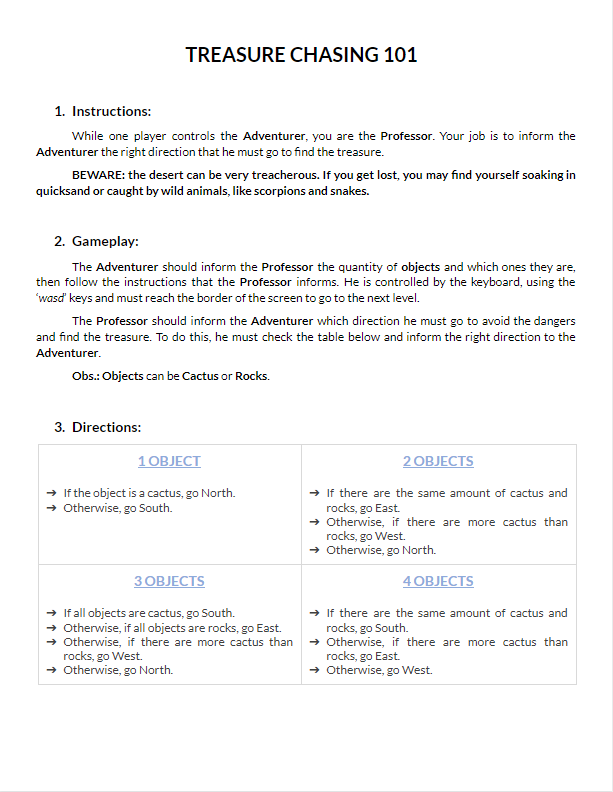 TREASURE CHASING 101
1. Instructions:
While one player controls the Adventurer, you are the Professor. Your job is to inform the
Adventurer the right direction that he must go to find the treasure.
BEWARE: the desert can be very treacherous. If you get lost, you may find yourself soaking in
quicksand or caught by wild animals, like scorpions and snakes.
2. Gameplay:
The Adventurer should inform the Professor the quantity of objects and which ones they are,
then follow the instructions that the Professor informs. He is controlled by the keyboard, using the
‘wasd’ keys and must reach the border of the screen to go to the next level.
The Professor should inform the Adventurer which direction he must go to avoid the dangers
and find the treasure. To do this, he must check the table below and inform the right direction to the
Adventurer.
Obs.: Objects can be Cactus or Rocks.
3. Directions:
1 OBJECT
➔ If the object is a cactus, go North.
➔ Otherwise, go South.
2 OBJECTS
➔ If there are the same amount of cactus and
rocks, go East.
➔ Otherwise, if there are more cactus than
rocks, go West.
➔ Otherwise, go North.
3 OBJECTS
➔ If all objects are cactus, go South.
➔ Otherwise, if all objects are rocks, go East.
➔ Otherwise, if there are more cactus than
rocks, go West.
➔ Otherwise, go North.
4 OBJECTS
➔ If there are the same amount of cactus and
rocks, go South.
➔ Otherwise, if there are more cactus than
rocks, go East.
➔ Otherwise, go West.